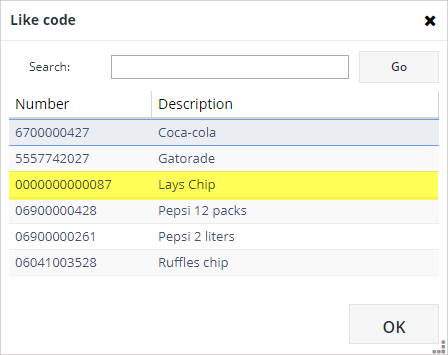 Like code
Search:
Go
Number Description
6700000427 Coca-cola
5557742027 Gatorade
0000000000087 Lays Chip
06900000428 Pepsi 12 packs
06900000261 Pepsi 2 liters
06041003528 Ruffles chip
OK